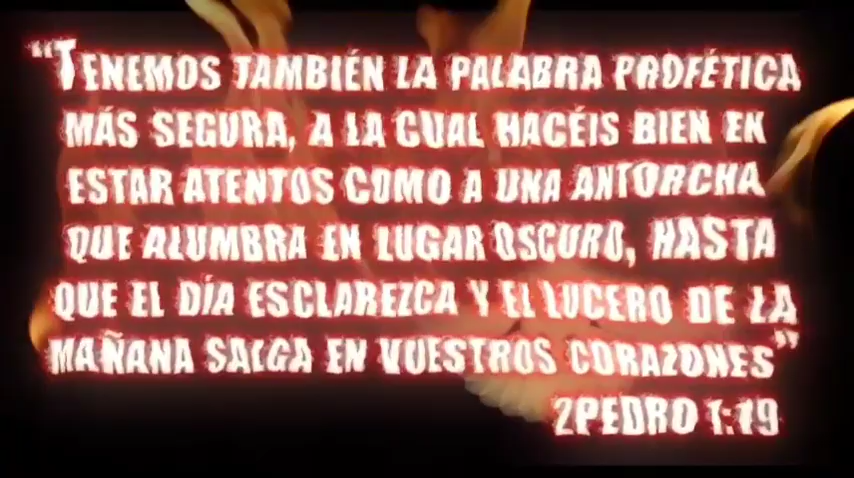 “TENEMOS TAMBIÉN LA PALABRA PROFÉTICA
MÁS SEGURA, A LA CUAL HACÉIS BIEN EN
ESTAR ATENTOS COMO A UNA ANTORCHA
QUE ALUMBRA EN LUGAR OSCURO, HASTA
QUE EL DÍA ESCLAREZCA Y EL LUCERO DE LA
MAÑANA SALGA EN VUESTROS CORAZONES”
2PEDRO 1:19